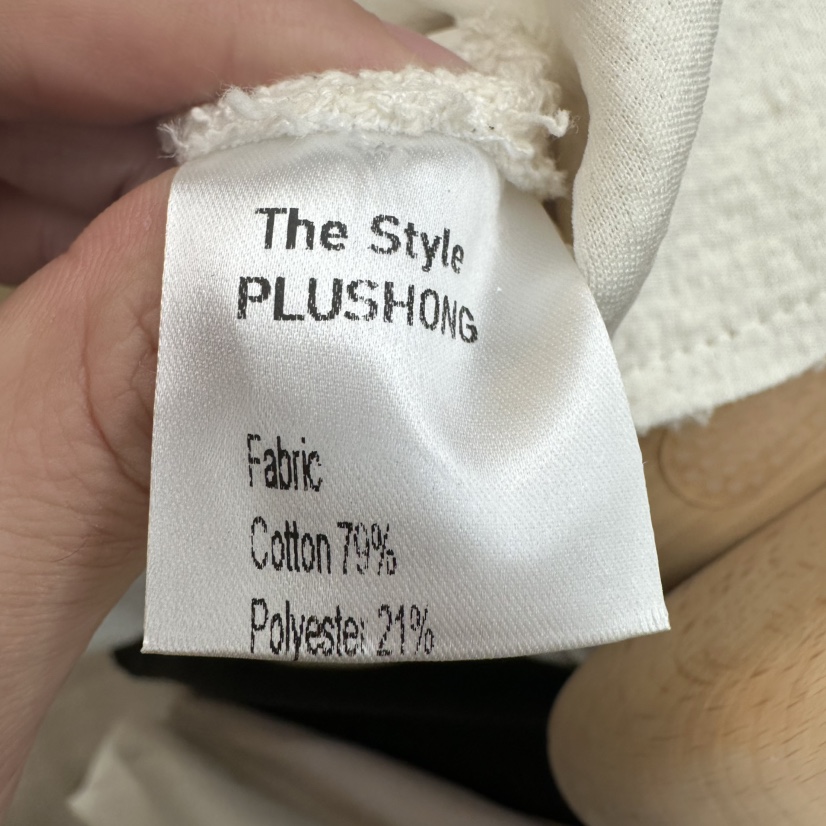 The Style
PLUSHONG
Fabric
Cotton 79%
Polyester 21%